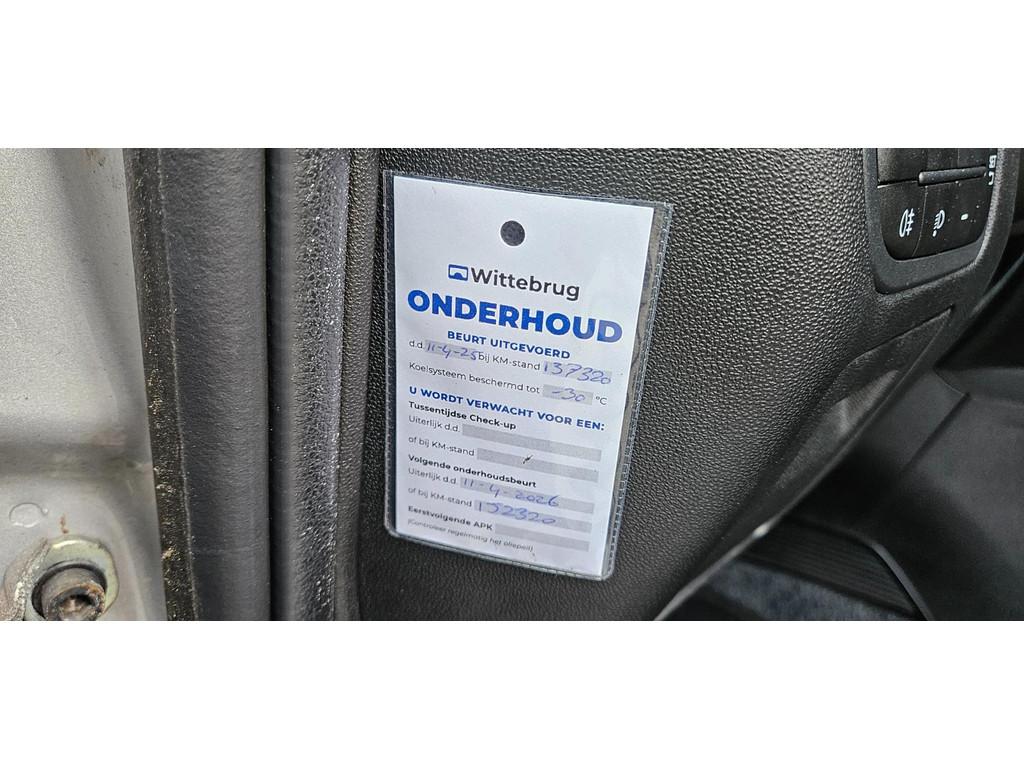 Wittebrug
ONDERHOUD
BEURT UITGEVOERD
d.d. 11-4-25 bij KM-stand 137320
Koelsysteem beschermd tot -30 °C
U WORDT VERWACHT VOOR EEN:
Tussentijdse Check-up
Uiterlijk d.d.
of bij KM-stand
Volgende onderhoudsbeurt
Uiterlijk d.d. 11-4-2026
of bij KM-stand 152320
Eerstvolgende APK
(Controleer regelmatig het oliepeil)